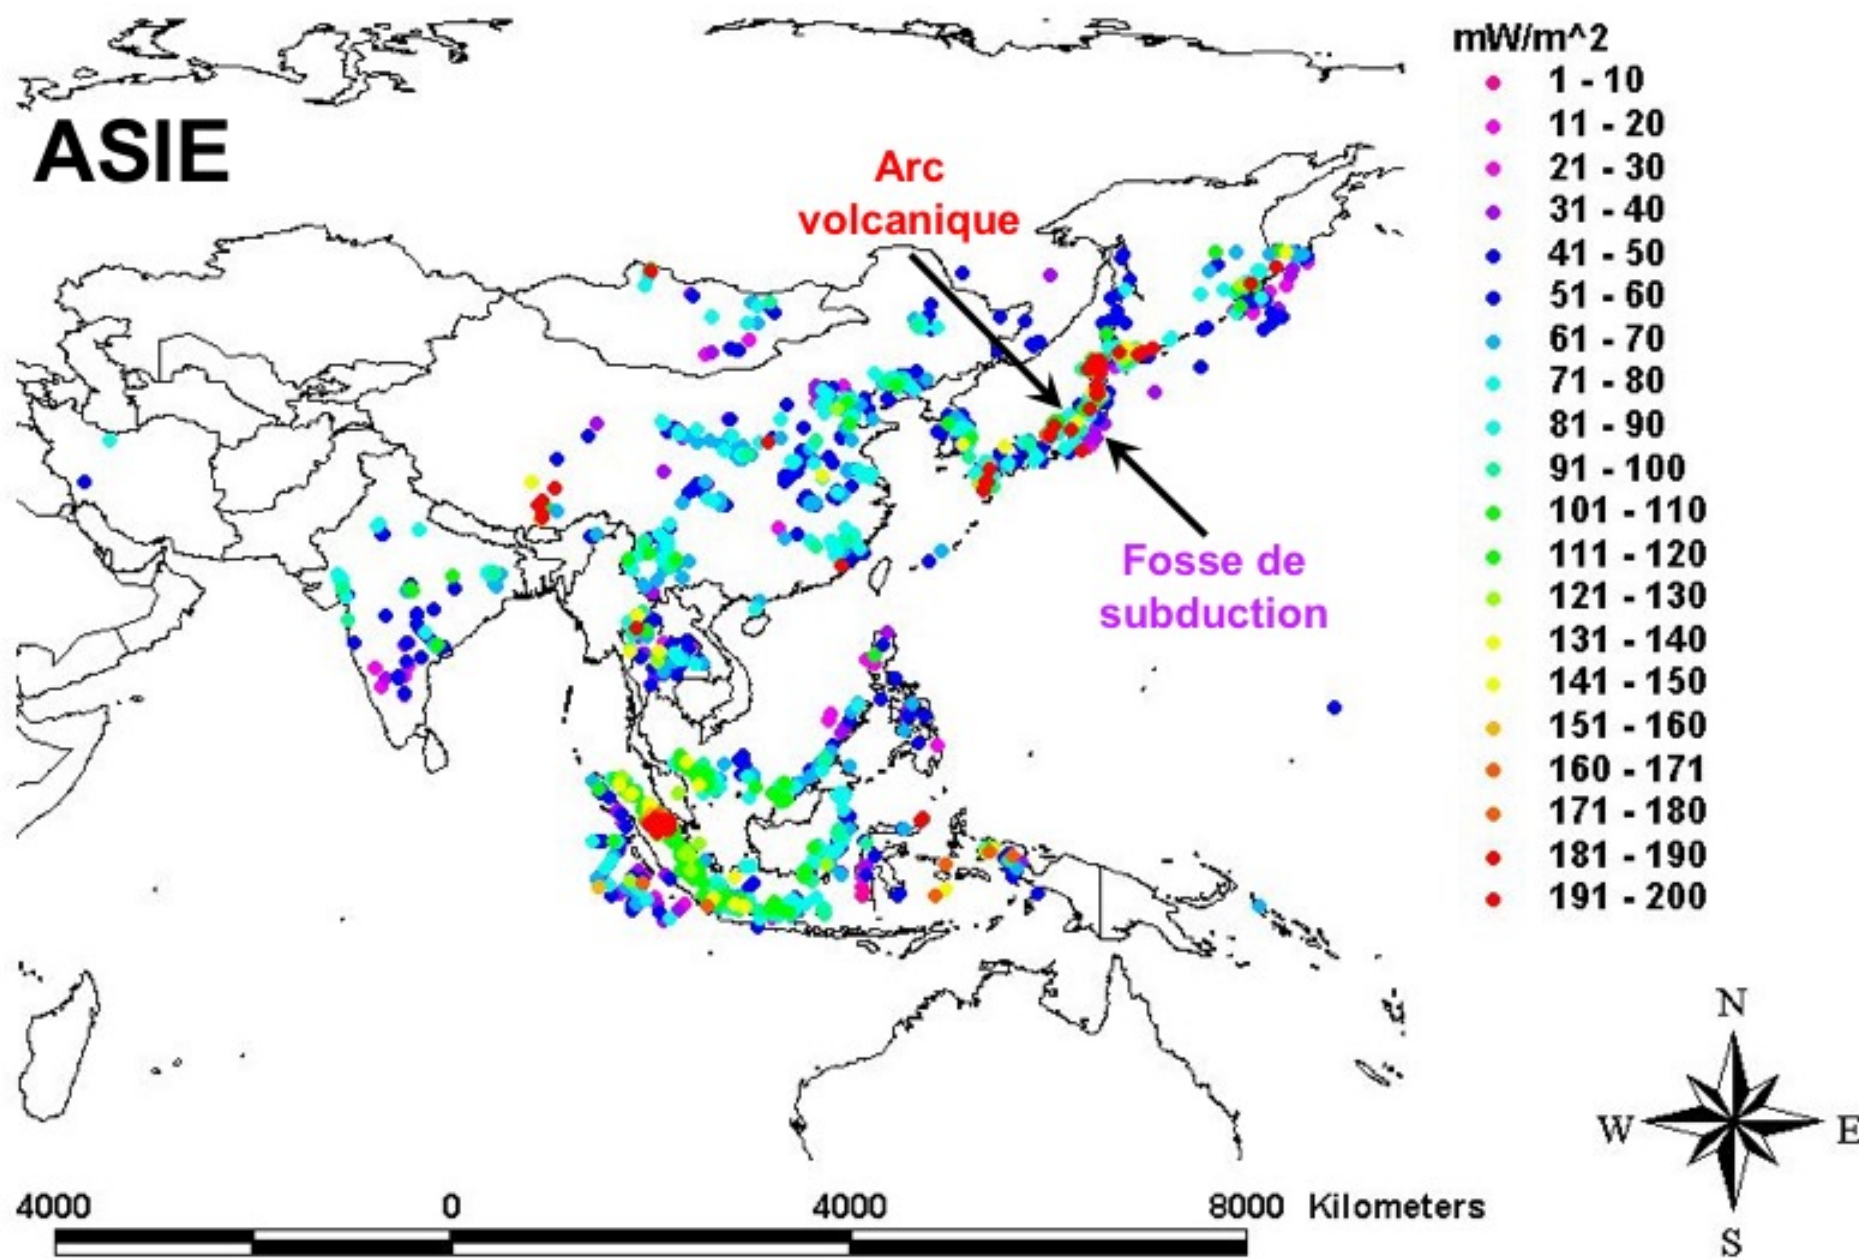 ASIE
Arc
volcanique
Fosse de
subduction
mW/m^2
1 - 10
11 - 20
21 - 30
31 - 40
41 - 50
51 - 60
61 - 70
71 - 80
81 - 90
91 - 100
101 - 110
111 - 120
121 - 130
131 - 140
141 - 150
151 - 160
160 - 171
171 - 180
181 - 190
191 - 200
N
W E
S
4000 0 4000 8000 Kilometers